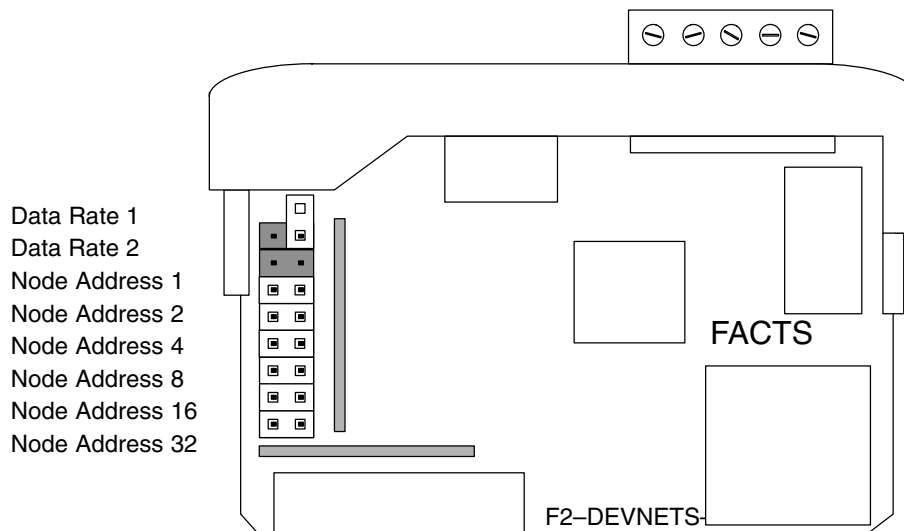 Data Rate 1
Data Rate 2
Node Address 1
Node Address 2
Node Address 4
Node Address 8
Node Address 16
Node Address 32
FACTS
F2–DEVNETS-